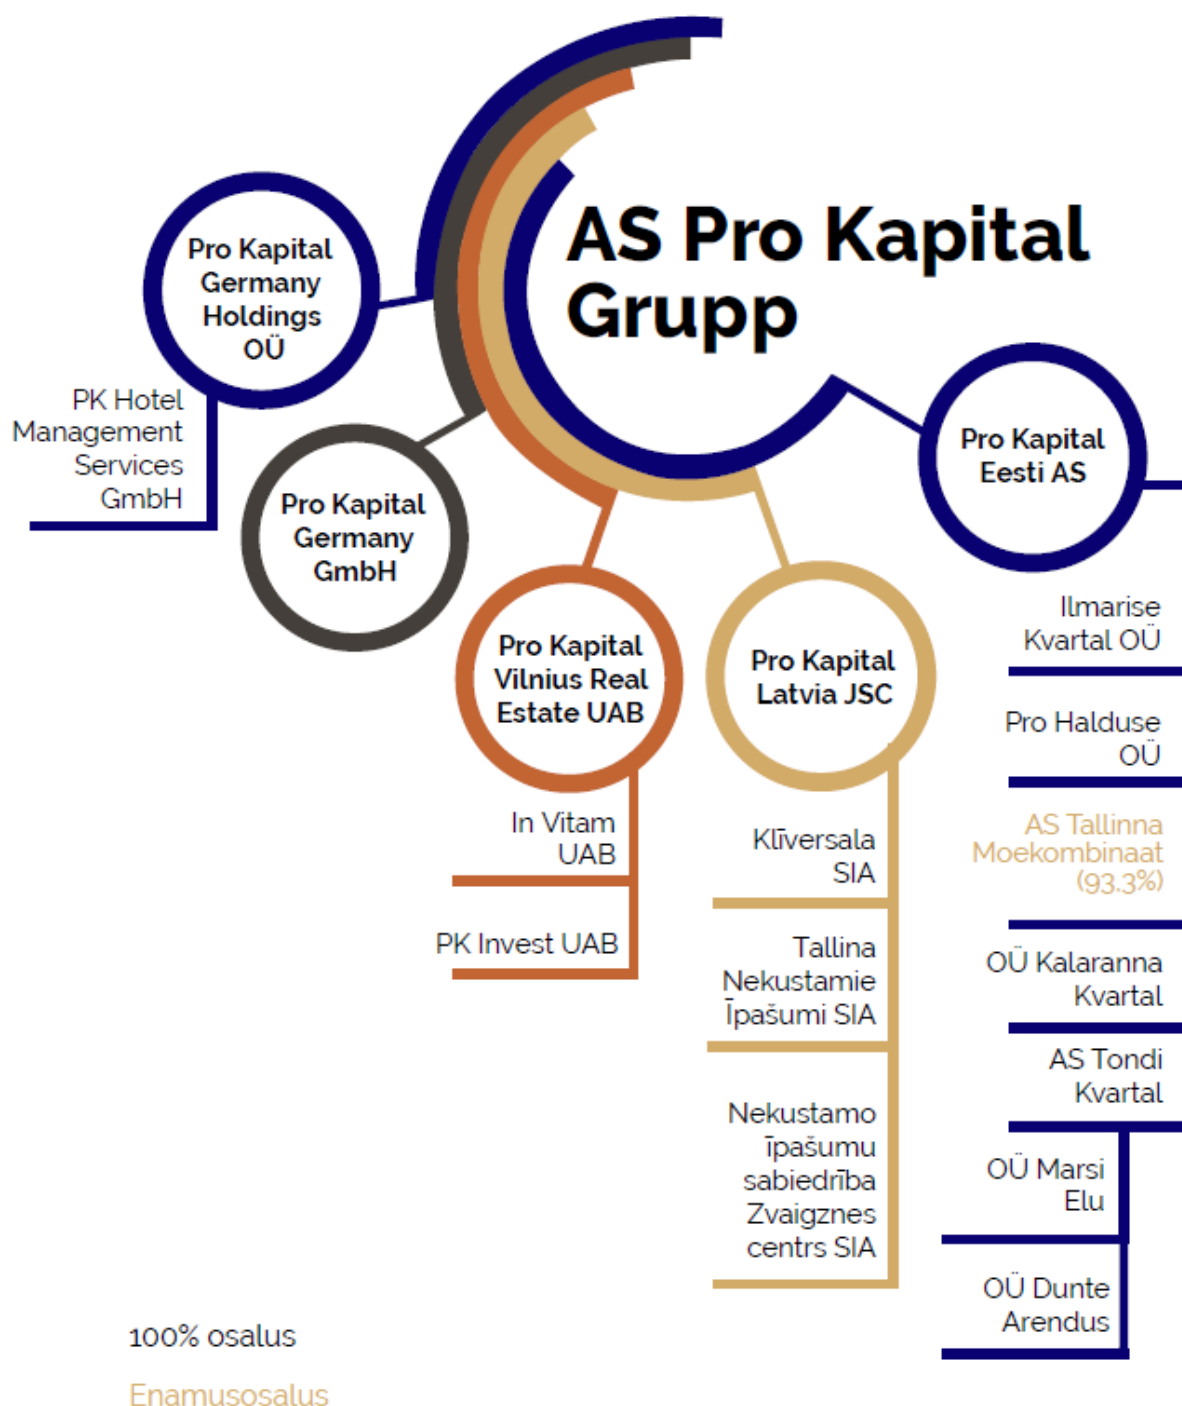 AS Pro Kapital
Grupp
Pro Kapital
Germany
Holdings
OÜ
PK Hotel
Management
Services
GmbH
Pro Kapital
Germany
GmbH
Pro Kapital
Vilnius Real
Estate UAB
In Vitam
UAB
PK Invest UAB
Pro Kapital
Latvia JSC
Klīversala
SIA
Tallina
Nekustamie
Īpašumi SIA
Nekustamo
īpašumu
sabiedrība
Zvaigznes
centrs SIA
Pro Kapital
Eesti AS
Ilmarise
Kvartal OÜ
Pro Halduse
OÜ
AS Tallinna
Moekombinaat
(93.3%)
OÜ Kalaranna
Kvartal
AS Tondi
Kvartal
OÜ Marsi
Elu
OÜ Dunte
Arendus
100% osalus
Enamusosalus